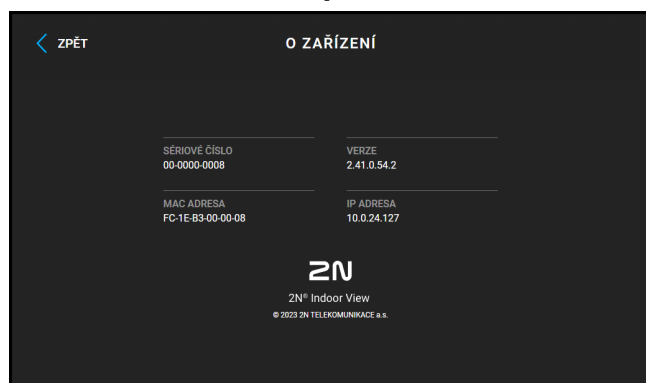 ZPĚT
O ZAŘÍZENÍ
SÉRIOVÉ ČÍSLO
00-0000-0008
VERZE
2.41.0.54.2
MAC ADRESA
FC-1E-B3-00-00-08
IP ADRESA
10.0.24.127
2N
2N® Indoor View
© 2023 2N TELEKOMUNIKACE a.s.